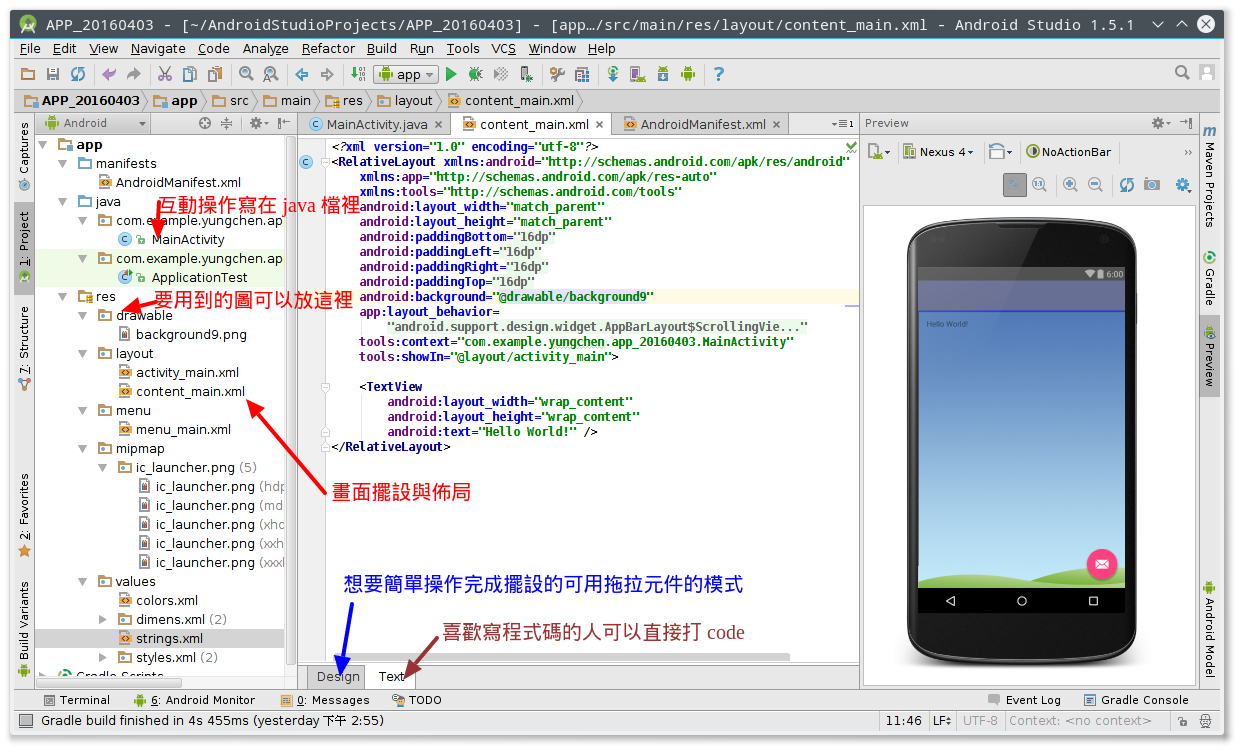 APP_20160403 - [~/AndroidStudioProjects/APP_20160403] - [app…/src/main/res/layout/content_main.xml - Android Studio 1.5.1
File Edit View Navigate Code Analyze Refactor Build Run Tools VCS Window Help
app
APP_20160403 app src main res layout content_main.xml
Android
MainActivity.java content_main.xml AndroidManifest.xml
1
Preview
Captures
1: Project
7: Structure
2: Favorites
Build Variants
app
manifests
AndroidManifest.xml
java
com.example.yungchen.ap
MainActivity
com.example.yungchen.ap
ApplicationTest
res
drawable
background9.png
layout
activity_main.xml
content_main.xml
menu
menu_main.xml
mipmap
ic_launcher.png (5)
ic_launcher.png (hdp
ic_launcher.png (md
ic_launcher.png (xhd
ic_launcher.png (xxh
ic_launcher.png (xxxl
values
colors.xml
dimens.xml (2)
strings.xml
styles.xml (2)
Gradle Scripts
互動操作寫在 java 檔裡
要用到的圖可以放這裡
畫面擺設與佈局
想要簡單操作完成擺設的可用拖拉元件的模式
喜歡寫程式碼的人可以直接打 code
<?xml version="1.0" encoding="utf-8"?>
<RelativeLayout xmlns:android="http://schemas.android.com/apk/res/android"
xmlns:app="http://schemas.android.com/apk/res-auto"
xmlns:tools="http://schemas.android.com/tools"
android:layout_width="match_parent"
android:layout_height="match_parent"
android:paddingBottom="16dp"
android:paddingLeft="16dp"
android:paddingRight="16dp"
android:paddingTop="16dp"
android:background="@drawable/background9"
app:layout_behavior=
"android.support.design.widget.AppBarLayout$ScrollingVie..."
tools:context="com.example.yungchen.app_20160403.MainActivity"
tools:showIn="@layout/activity_main">
<TextView
android:layout_width="wrap_content"
android:layout_height="wrap_content"
android:text="Hello World!" />
</RelativeLayout>
Design Text
Nexus 4 NoActionBar
1:1
6:00
Hello World!
Maven Projects
Gradle
Preview
Android Model
Terminal 6: Android Monitor 0: Messages TODO Event Log Gradle Console
Gradle build finished in 4s 455ms (yesterday 下午 2:55) 11:46 LF UTF-8 Context: <no context>